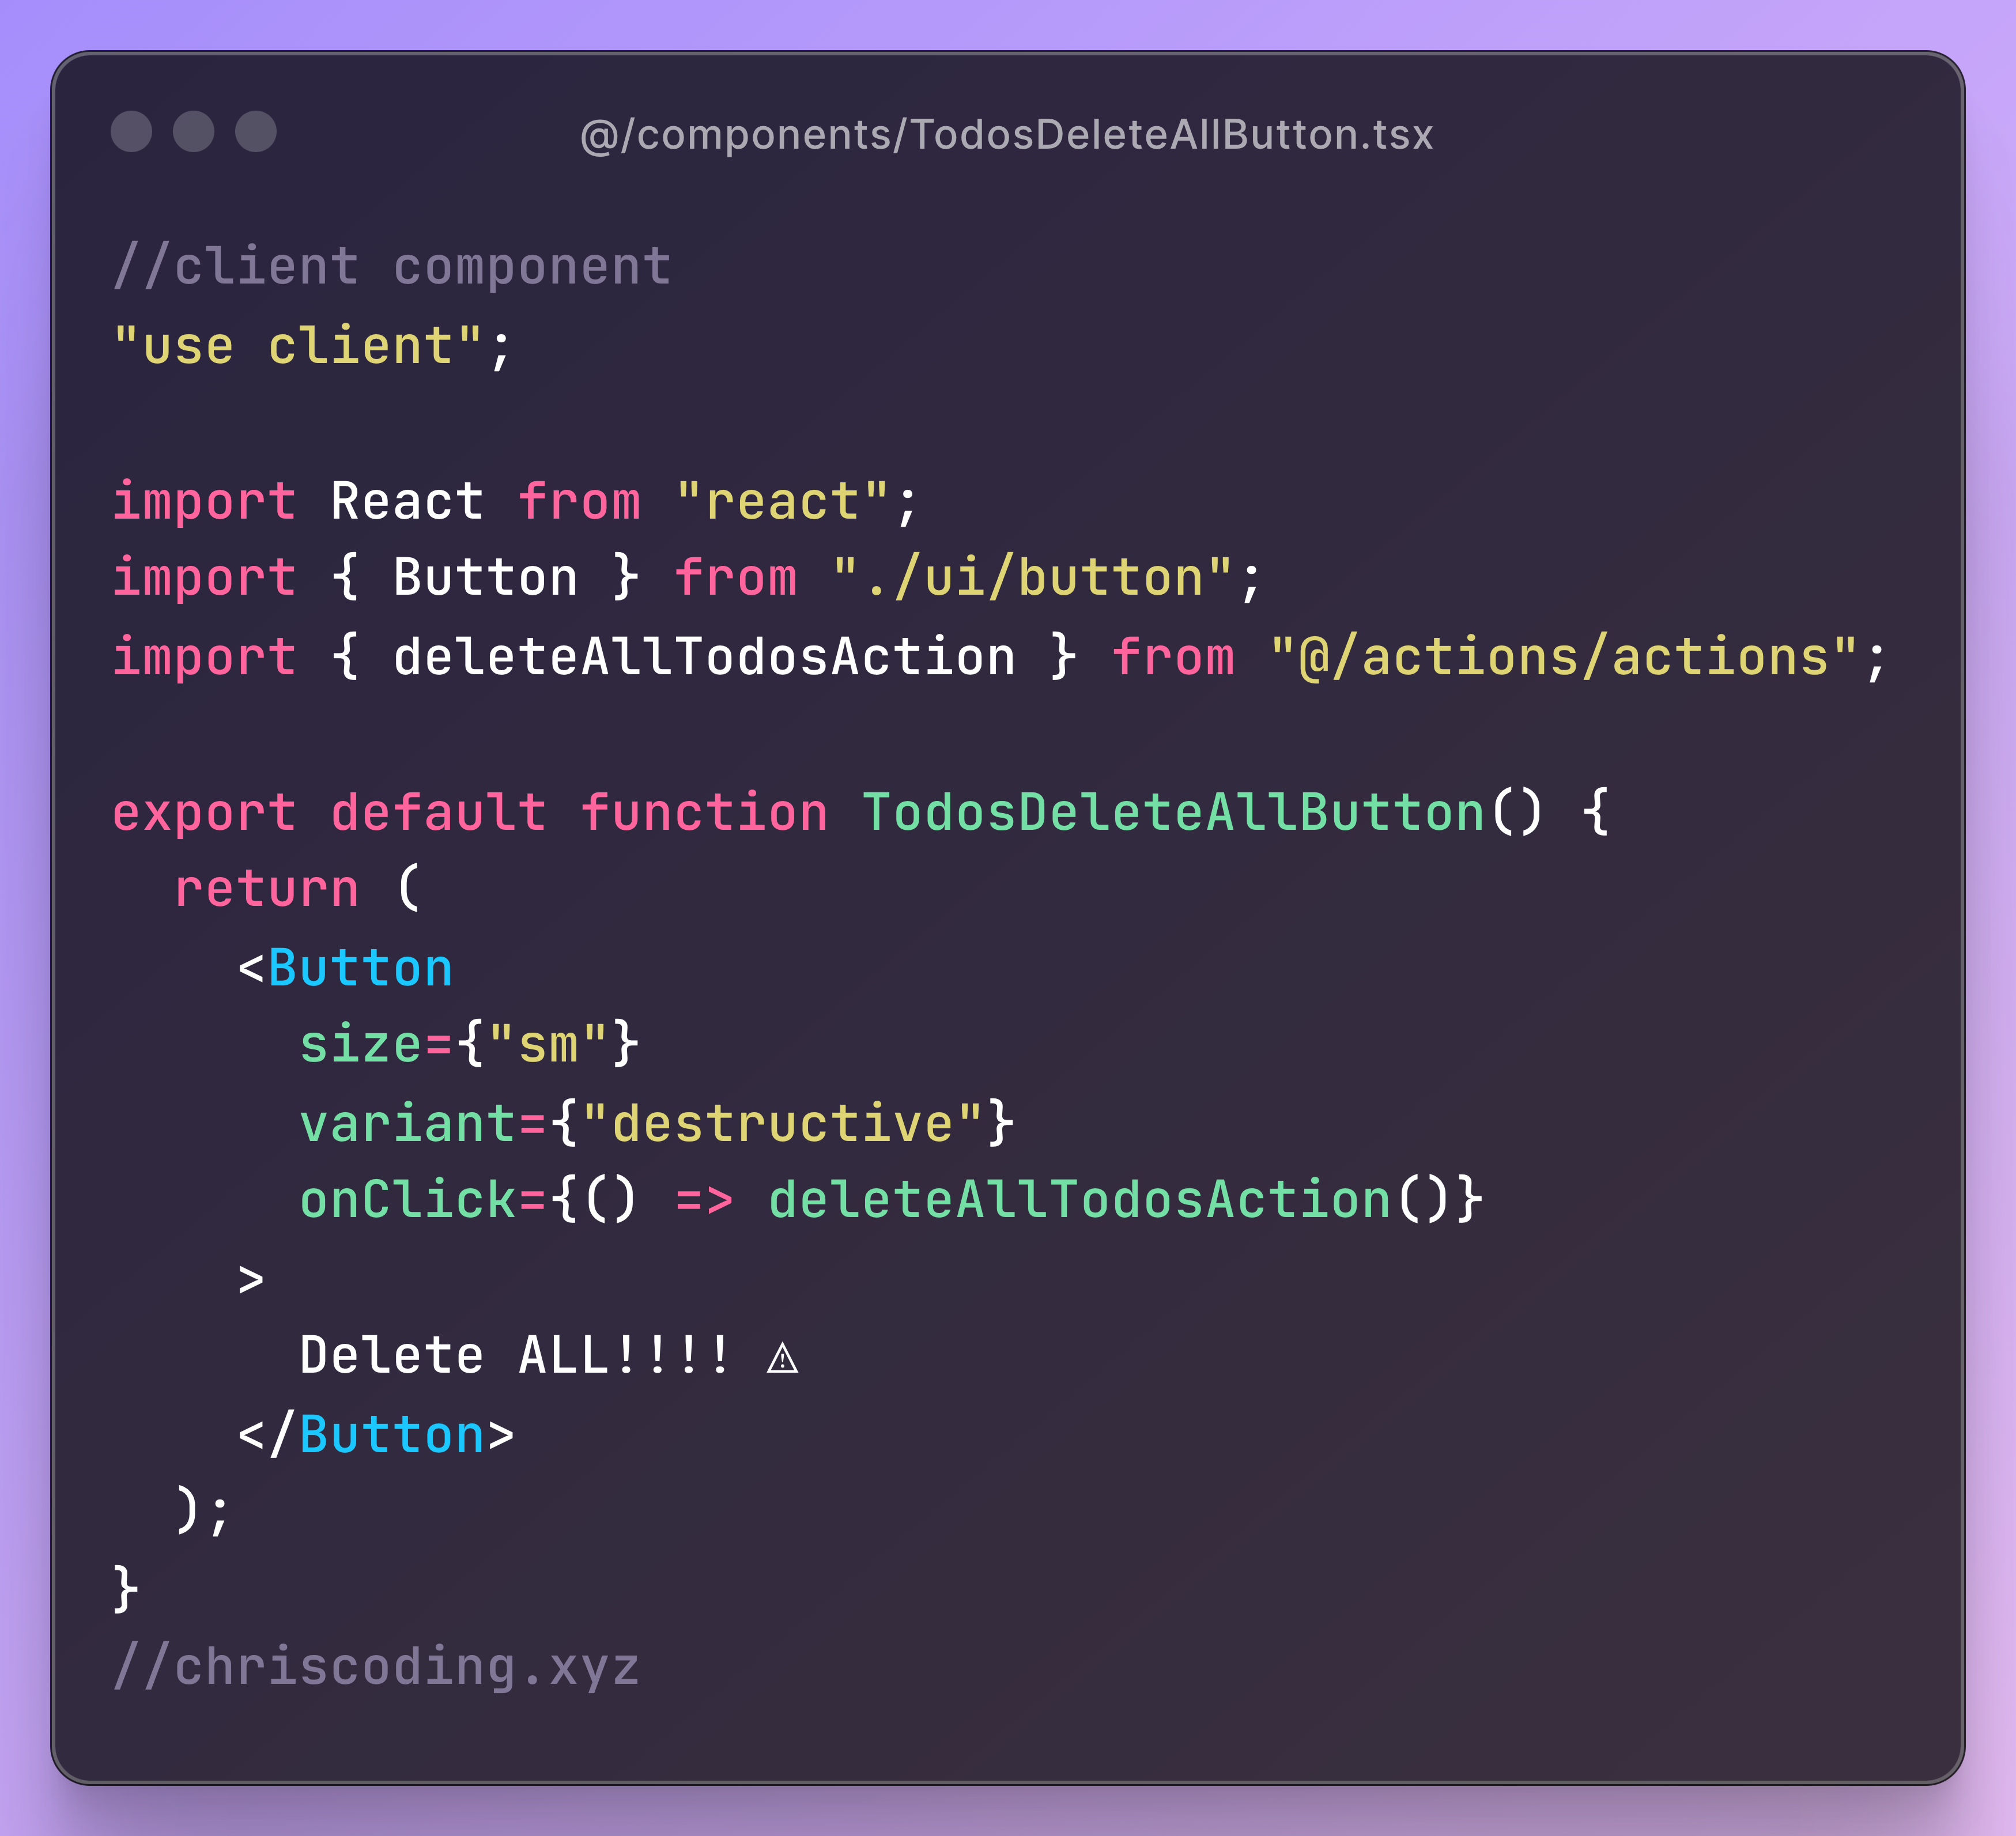 @/components/TodosDeleteAllButton.tsx
//client component
"use client";
import React from "react";
import { Button } from "./ui/button";
import { deleteAllTodosAction } from "@/actions/actions";
export default function TodosDeleteAllButton() {
  return (
    <Button
      size={"sm"}
      variant={"destructive"}
      onClick={() => deleteAllTodosAction()}
    >
      Delete ALL!!!! ⚠
    </Button>
  );
}
//chriscoding.xyz